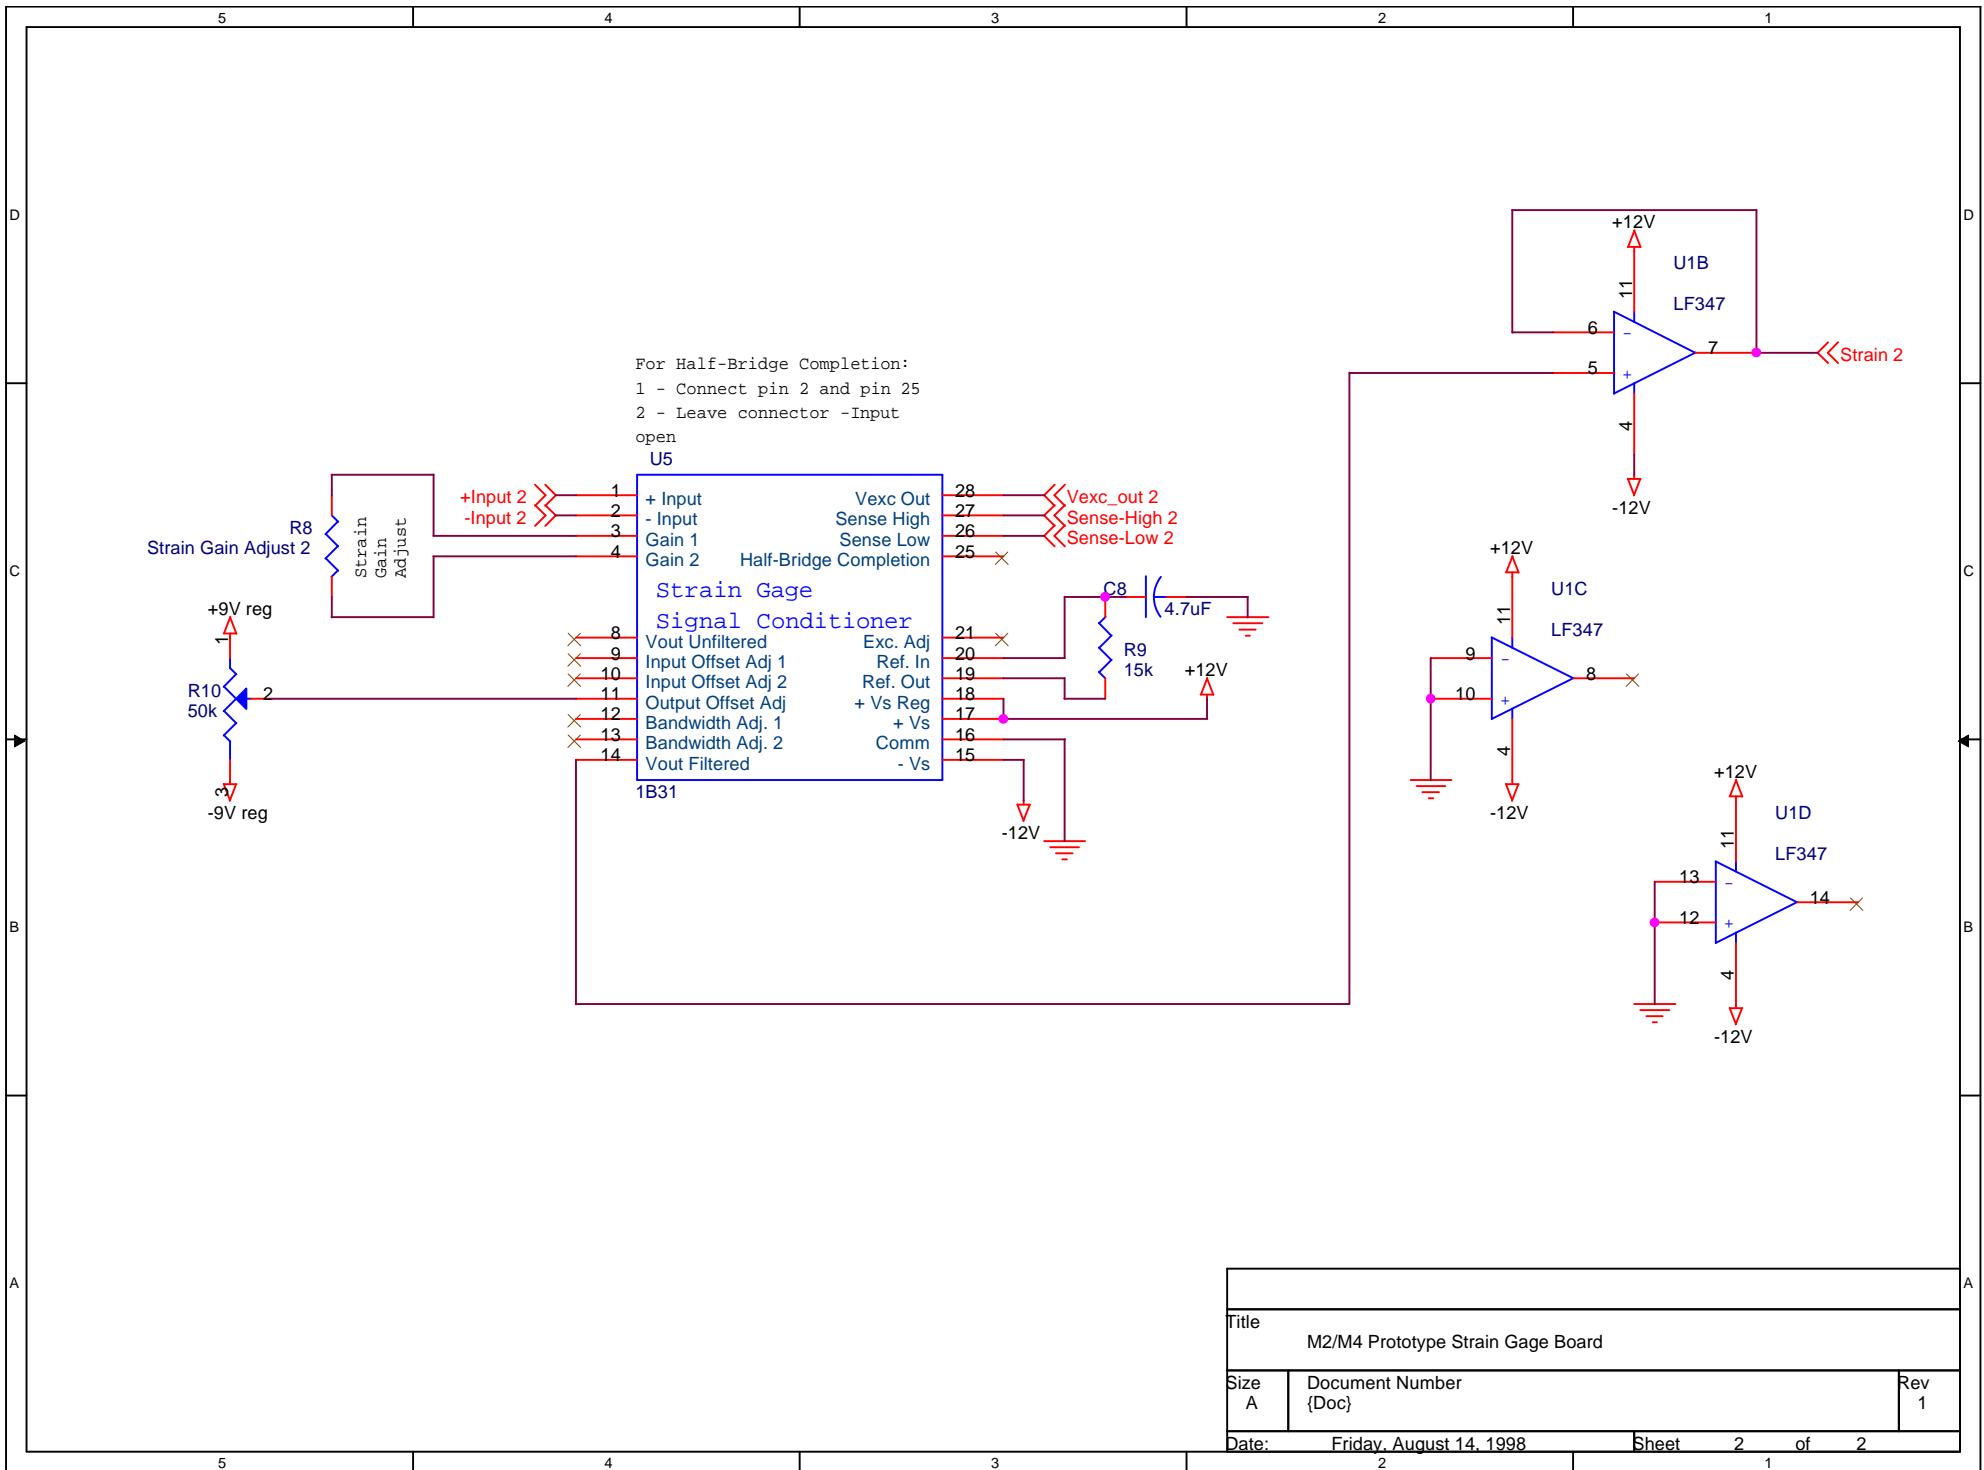 5
4
3
2
1
D
D
C
C
B
B
A
A
For Half-Bridge Completion:
1 - Connect pin 2 and pin 25
2 - Leave connector -Input
open
U5
+Input 2
-Input 2
1
2
3
4
+ Input
- Input
Gain 1
Gain 2
Vexc Out
Sense High
Sense Low
Half-Bridge Completion
28
27
26
25
Vexc_out 2
Sense-High 2
Sense-Low 2
R8
Strain Gain Adjust 2
Strain
Gain
Adjust
Strain Gage
Signal Conditioner
8
9
10
11
12
13
14
Vout Unfiltered
Input Offset Adj 1
Input Offset Adj 2
Output Offset Adj
Bandwidth Adj. 1
Bandwidth Adj. 2
Vout Filtered
Exc. Adj
Ref. In
Ref. Out
+ Vs Reg
+ Vs
Comm
- Vs
21
20
19
18
17
16
15
1B31
+9V reg
1
R10
50k
2
3
-9V reg
C8
4.7uF
R9
15k
+12V
-12V
+12V
11
U1B
LF347
6
5
-
+
7
Strain 2
4
-12V
+12V
11
U1C
LF347
9
10
-
+
8
4
-12V
+12V
11
U1D
LF347
13
12
-
+
14
4
-12V
Title
M2/M4 Prototype Strain Gage Board
Size
A
Document Number
{Doc}
Rev
1
Date:
Friday, August 14, 1998
Sheet 2 of 2
5
4
3
2
1